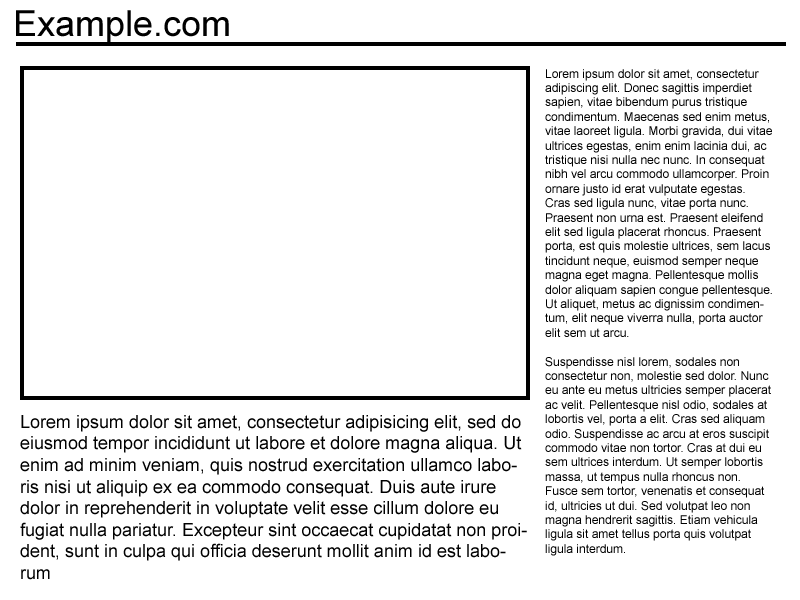 Example.com
Lorem ipsum dolor sit amet, consectetur adipisicing elit, sed do
eiusmod tempor incididunt ut labore et dolore magna aliqua. Ut
enim ad minim veniam, quis nostrud exercitation ullamco labo-
ris nisi ut aliquip ex ea commodo consequat. Duis aute irure
dolor in reprehenderit in voluptate velit esse cillum dolore eu
fugiat nulla pariatur. Excepteur sint occaecat cupidatat non proi-
dent, sunt in culpa qui officia deserunt mollit anim id est labo-
rum
Lorem ipsum dolor sit amet, consectetur
adipiscing elit. Donec sagittis imperdiet
sapien, vitae bibendum purus tristique
condimentum. Maecenas sed enim metus,
vitae laoreet ligula. Morbi gravida, dui vitae
ultrices egestas, enim enim lacinia dui, ac
tristique nisi nulla nec nunc. In consequat
nibh vel arcu commodo ullamcorper. Proin
ornare justo id erat vulputate egestas.
Cras sed ligula nunc, vitae porta nunc.
Praesent non urna est. Praesent eleifend
elit sed ligula placerat rhoncus. Praesent
porta, est quis molestie ultrices, sem lacus
tincidunt neque, euismod semper neque
magna eget magna. Pellentesque mollis
dolor aliquam sapien congue pellentesque.
Ut aliquet, metus ac dignissim condimen-
tum, elit neque viverra nulla, porta auctor
elit sem ut arcu.
Suspendisse nisl lorem, sodales non
consectetur non, molestie sed dolor. Nunc
eu ante eu metus ultricies semper placerat
ac velit. Pellentesque nisl odio, sodales at
lobortis vel, porta a elit. Cras sed aliquam
odio. Suspendisse ac arcu at eros suscipit
commodo vitae non tortor. Cras at dui eu
sem ultrices interdum. Ut semper lobortis
massa, ut tempus nulla rhoncus non.
Fusce sem tortor, venenatis et consequat
id, ultricies ut dui. Sed volutpat leo non
magna hendrerit sagittis. Etiam vehicula
ligula sit amet tellus porta quis volutpat
ligula interdum.